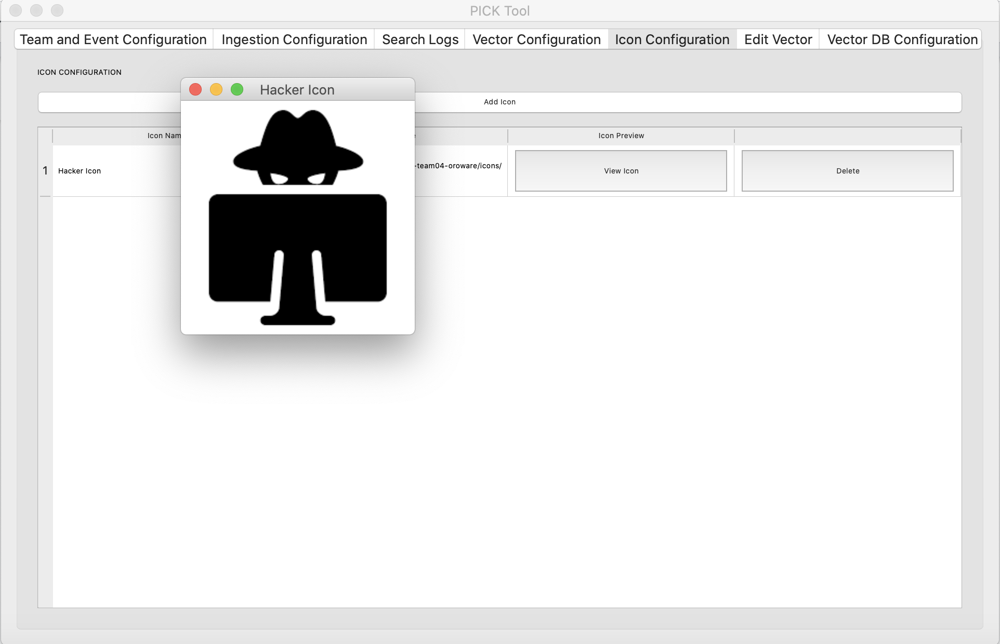 PICK Tool
Team and Event Configuration Ingestion Configuration Search Logs Vector Configuration Icon Configuration Edit Vector Vector DB Configuration
ICON CONFIGURATION
Hacker Icon
Add Icon
Icon Nam Icon Preview
1 Hacker Icon -team04-oroware/icons/ View Icon Delete